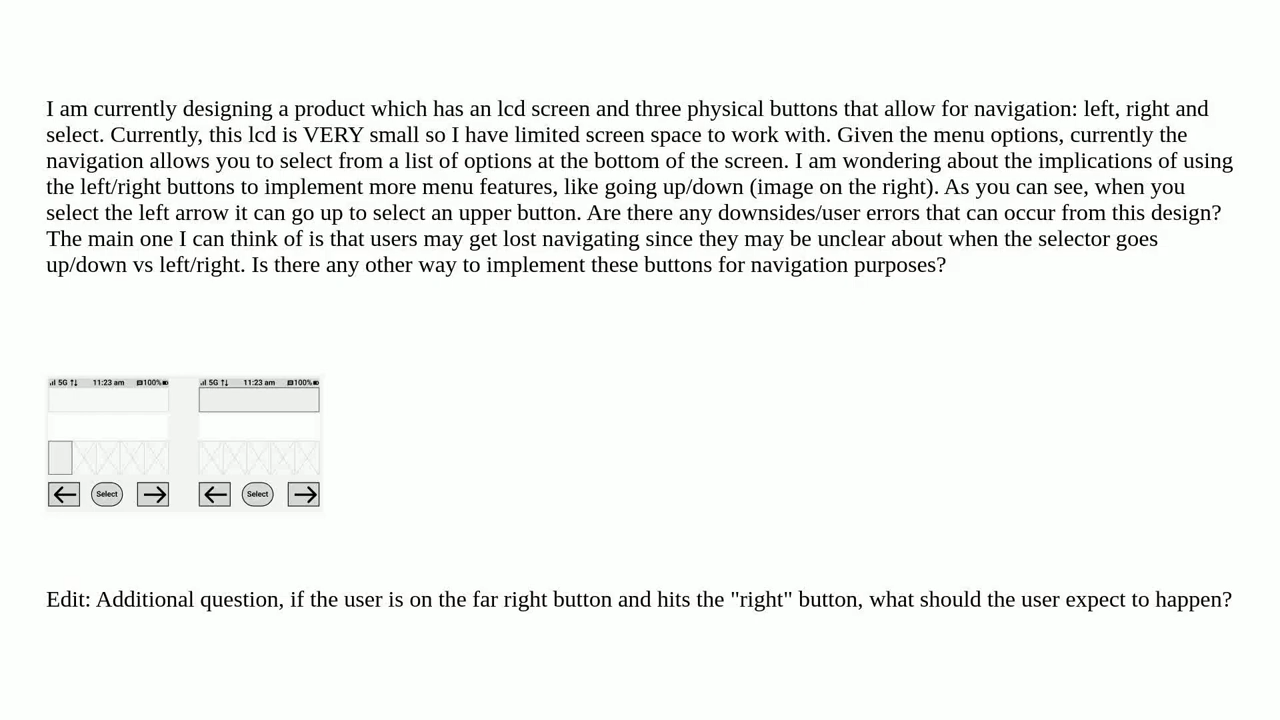 I am currently designing a product which has an lcd screen and three physical buttons that allow for navigation: left, right and
select. Currently, this lcd is VERY small so I have limited screen space to work with. Given the menu options, currently the
navigation allows you to select from a list of options at the bottom of the screen. I am wondering about the implications of using
the left/right buttons to implement more menu features, like going up/down (image on the right). As you can see, when you
select the left arrow it can go up to select an upper button. Are there any downsides/user errors that can occur from this design?
The main one I can think of is that users may get lost navigating since they may be unclear about when the selector goes
up/down vs left/right. Is there any other way to implement these buttons for navigation purposes?
5G 11:23 am 100%
5G 11:23 am 100%
Select
Select
Edit: Additional question, if the user is on the far right button and hits the "right" button, what should the user expect to happen?